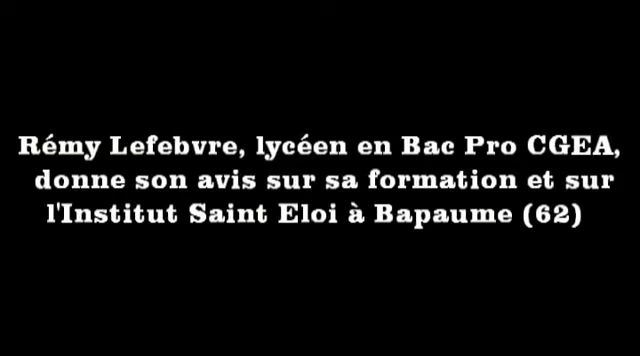 Rémy Lefebvre, lycéen en Bac Pro CGEA,
donne son avis sur sa formation et sur
l'Institut Saint Eloi à Bapaume (62)